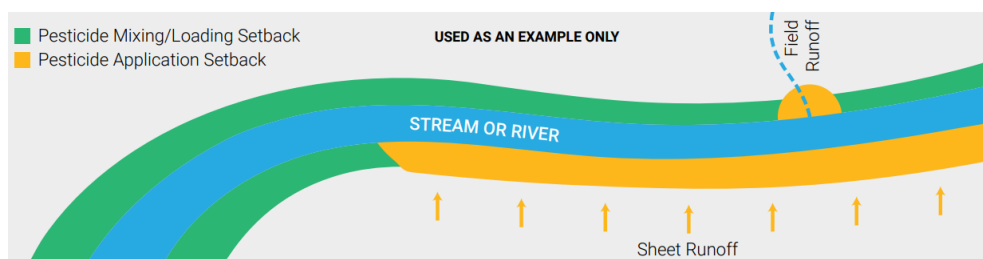 Pesticide Mixing/Loading Setback
Pesticide Application Setback
USED AS AN EXAMPLE ONLY
Field
Runoff
STREAM OR RIVER
Sheet Runoff